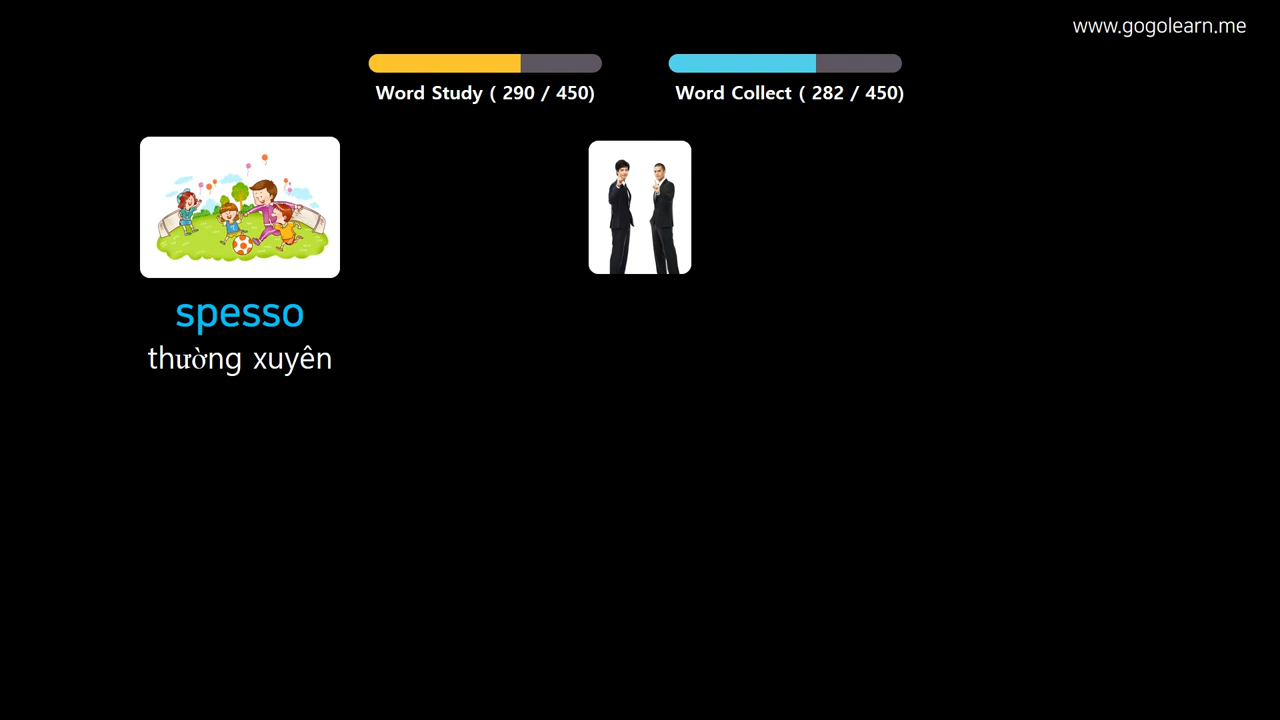 www.gogolearn.me
Word Study ( 290 / 450)
Word Collect ( 282 / 450)
spesso
thường xuyên